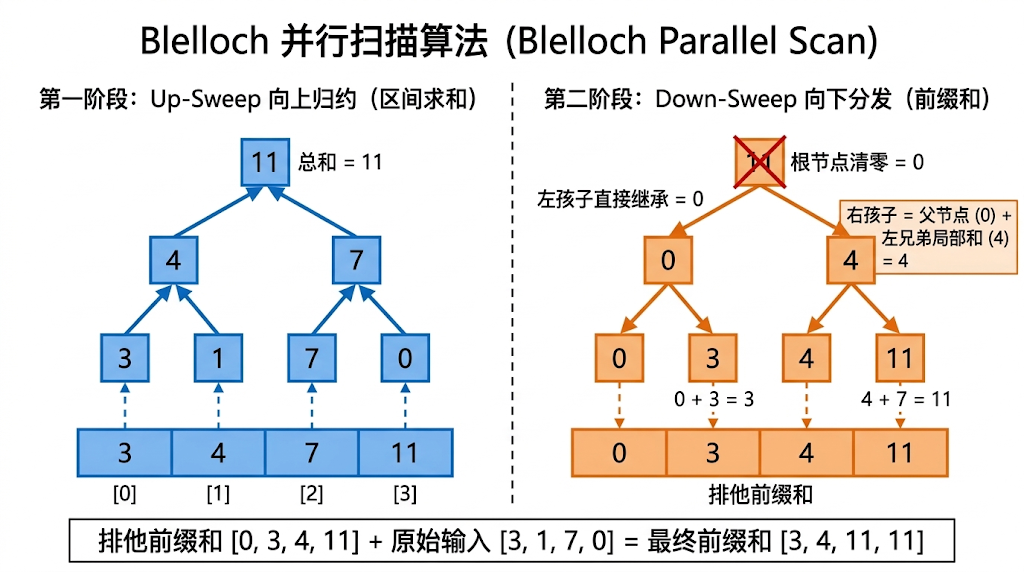 Blelloch 并行扫描算法 (Blelloch Parallel Scan)
第一阶段：Up-Sweep 向上归约（区间求和）
11 总和 = 11
4 7
3 1 7 0
3 4 7 11
[0] [1] [2] [3]
第二阶段：Down-Sweep 向下分发（前缀和）
11 根节点清零 = 0
左孩子直接继承 = 0
右孩子 = 父节点 (0) +
左兄弟局部和 (4)
= 4
0 4
0 3 4 11
0 + 3 = 3 4 + 7 = 11
0 3 4 11
排他前缀和
排他前缀和 [0, 3, 4, 11] + 原始输入 [3, 1, 7, 0] = 最终前缀和 [3, 4, 11, 11]